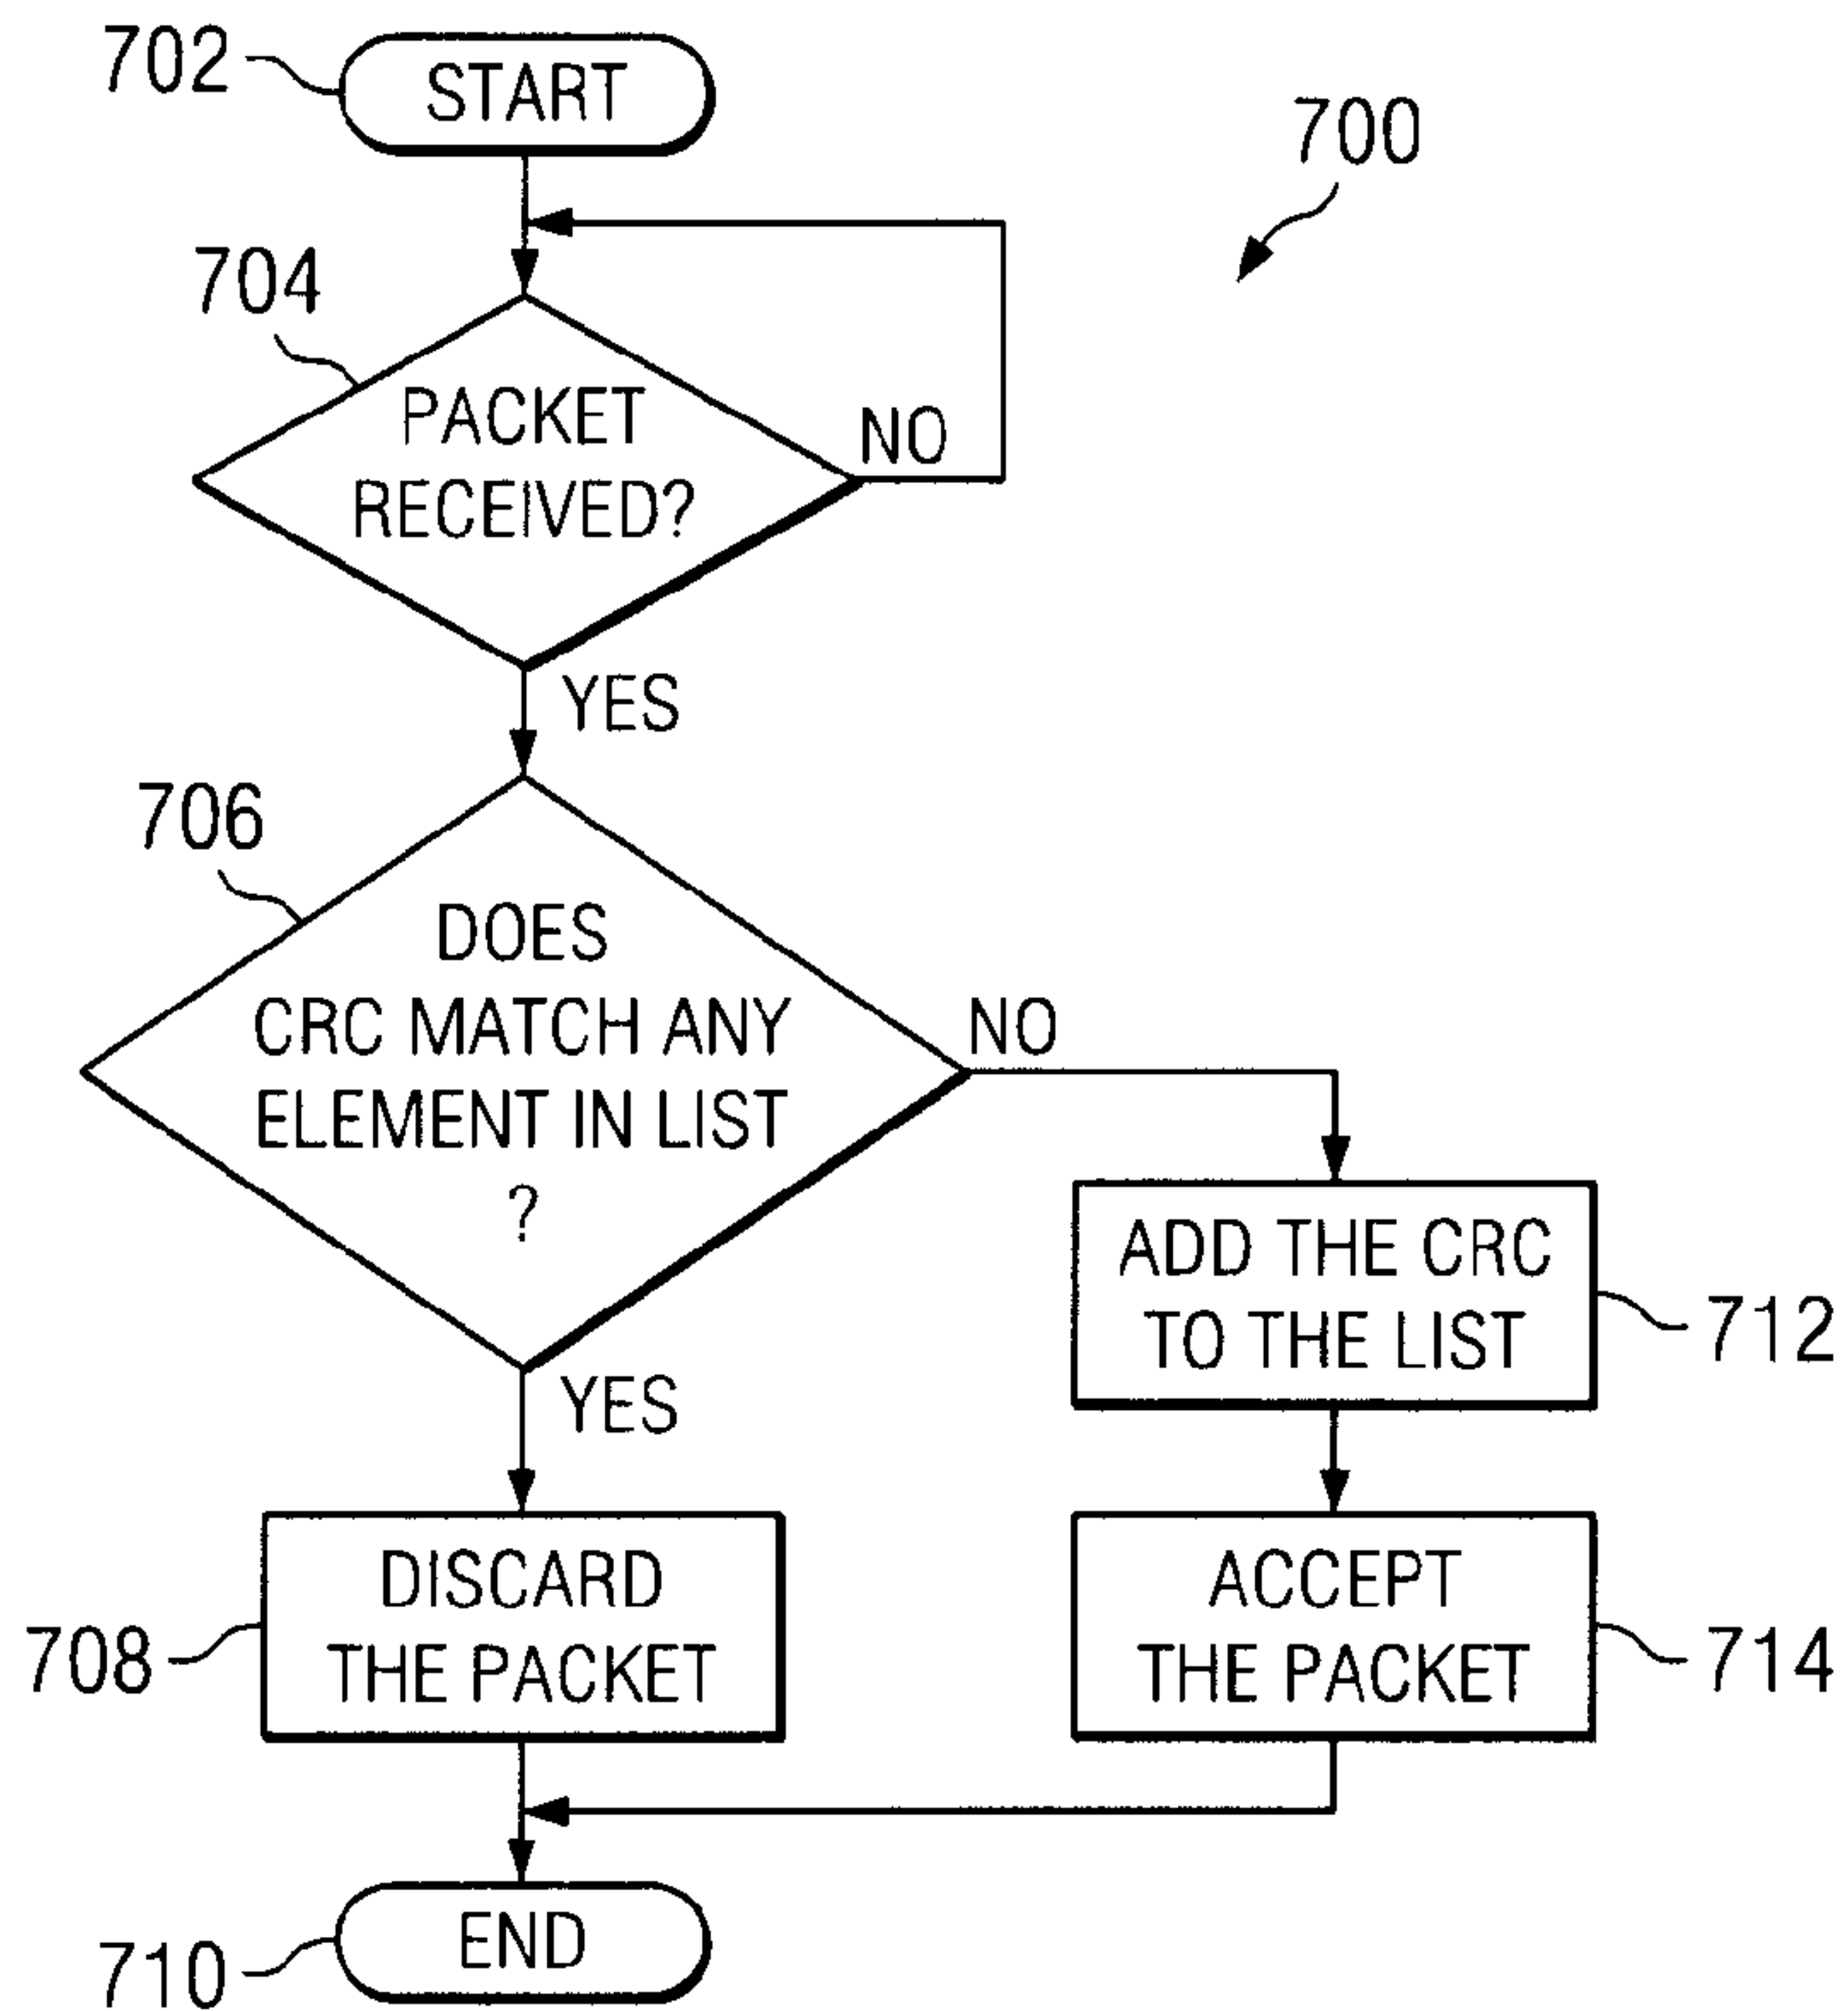 702
START
700
704
PACKET
RECEIVED?
NO
YES
706
DOES
CRC MATCH ANY
ELEMENT IN LIST
?
NO
YES
ADD THE CRC
TO THE LIST
712
708
DISCARD
THE PACKET
ACCEPT
THE PACKET
714
710
END